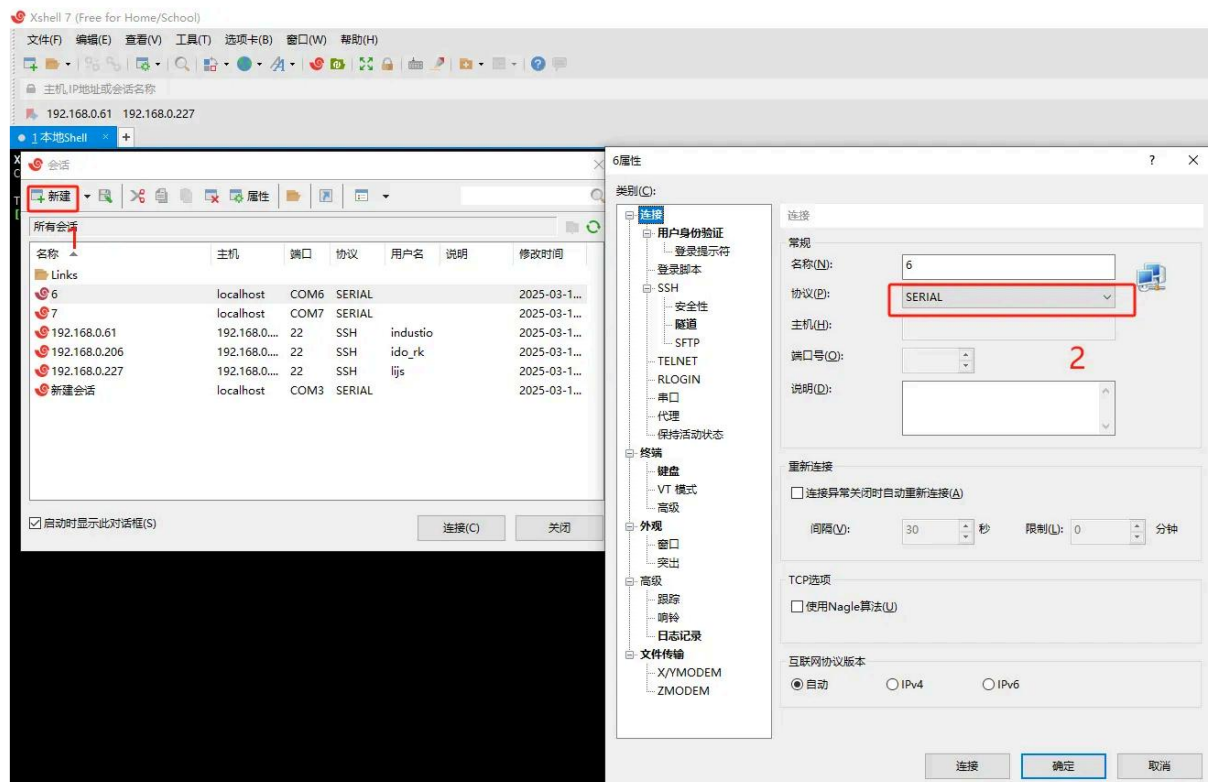 Xshell 7 (Free for Home/School)
文件(F) 编辑(E) 查看(V) 工具(T) 选项卡(B) 窗口(W) 帮助(H)
主机,IP地址或会话名称
192.168.0.61 192.168.0.227
1 本地Shell × +
会话
新建 属性
1
所有会话
名称 主机 端口 协议 用户名 说明 修改时间
Links
6 localhost COM6 SERIAL 2025-03-1...
7 localhost COM7 SERIAL 2025-03-1...
192.168.0.61 192.168.0.... 22 SSH industio 2025-03-1...
192.168.0.206 192.168.0.... 22 SSH ido_rk 2025-03-1...
192.168.0.227 192.168.0.... 22 SSH lijs 2025-03-1...
新建会话 localhost COM3 SERIAL 2025-03-1...
启动时显示此对话框(S)
连接(C) 关闭
6属性 ? ×
类别(C):
连接
用户身份验证
登录提示符
登录脚本
SSH
安全性
隧道
SFTP
TELNET
RLOGIN
串口
代理
保持活动状态
终端
键盘
VT 模式
高级
外观
窗口
突出
高级
跟踪
响铃
日志记录
文件传输
X/YMODEM
ZMODEM
连接
常规
名称(N): 6
协议(P): SERIAL
主机(H):
端口号(O):
2
说明(D):
重新连接
连接异常关闭时自动重新连接(A)
间隔(V): 30 秒 限制(L): 0 分钟
TCP选项
使用Nagle算法(U)
互联网协议版本
自动 IPv4 IPv6
连接 确定 取消